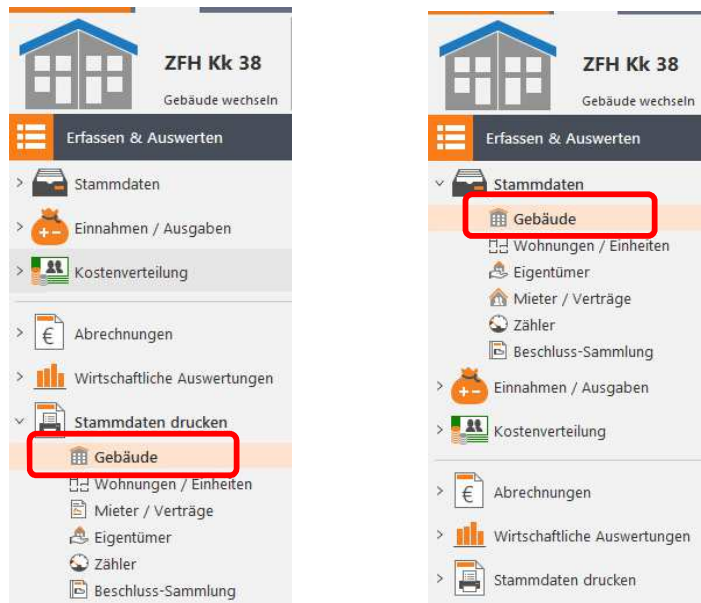 ZFH Kk 38
Gebäude wechseln
Erfassen & Auswerten
Stammdaten
Einnahmen / Ausgaben
Kostenverteilung
Abrechnungen
Wirtschaftliche Auswertungen
Stammdaten drucken
Gebäude
Wohnungen / Einheiten
Mieter / Verträge
Eigentümer
Zähler
Beschluss-Sammlung
ZFH Kk 38
Gebäude wechseln
Erfassen & Auswerten
Stammdaten
Gebäude
Wohnungen / Einheiten
Eigentümer
Mieter / Verträge
Zähler
Beschluss-Sammlung
Einnahmen / Ausgaben
Kostenverteilung
Abrechnungen
Wirtschaftliche Auswertungen
Stammdaten drucken